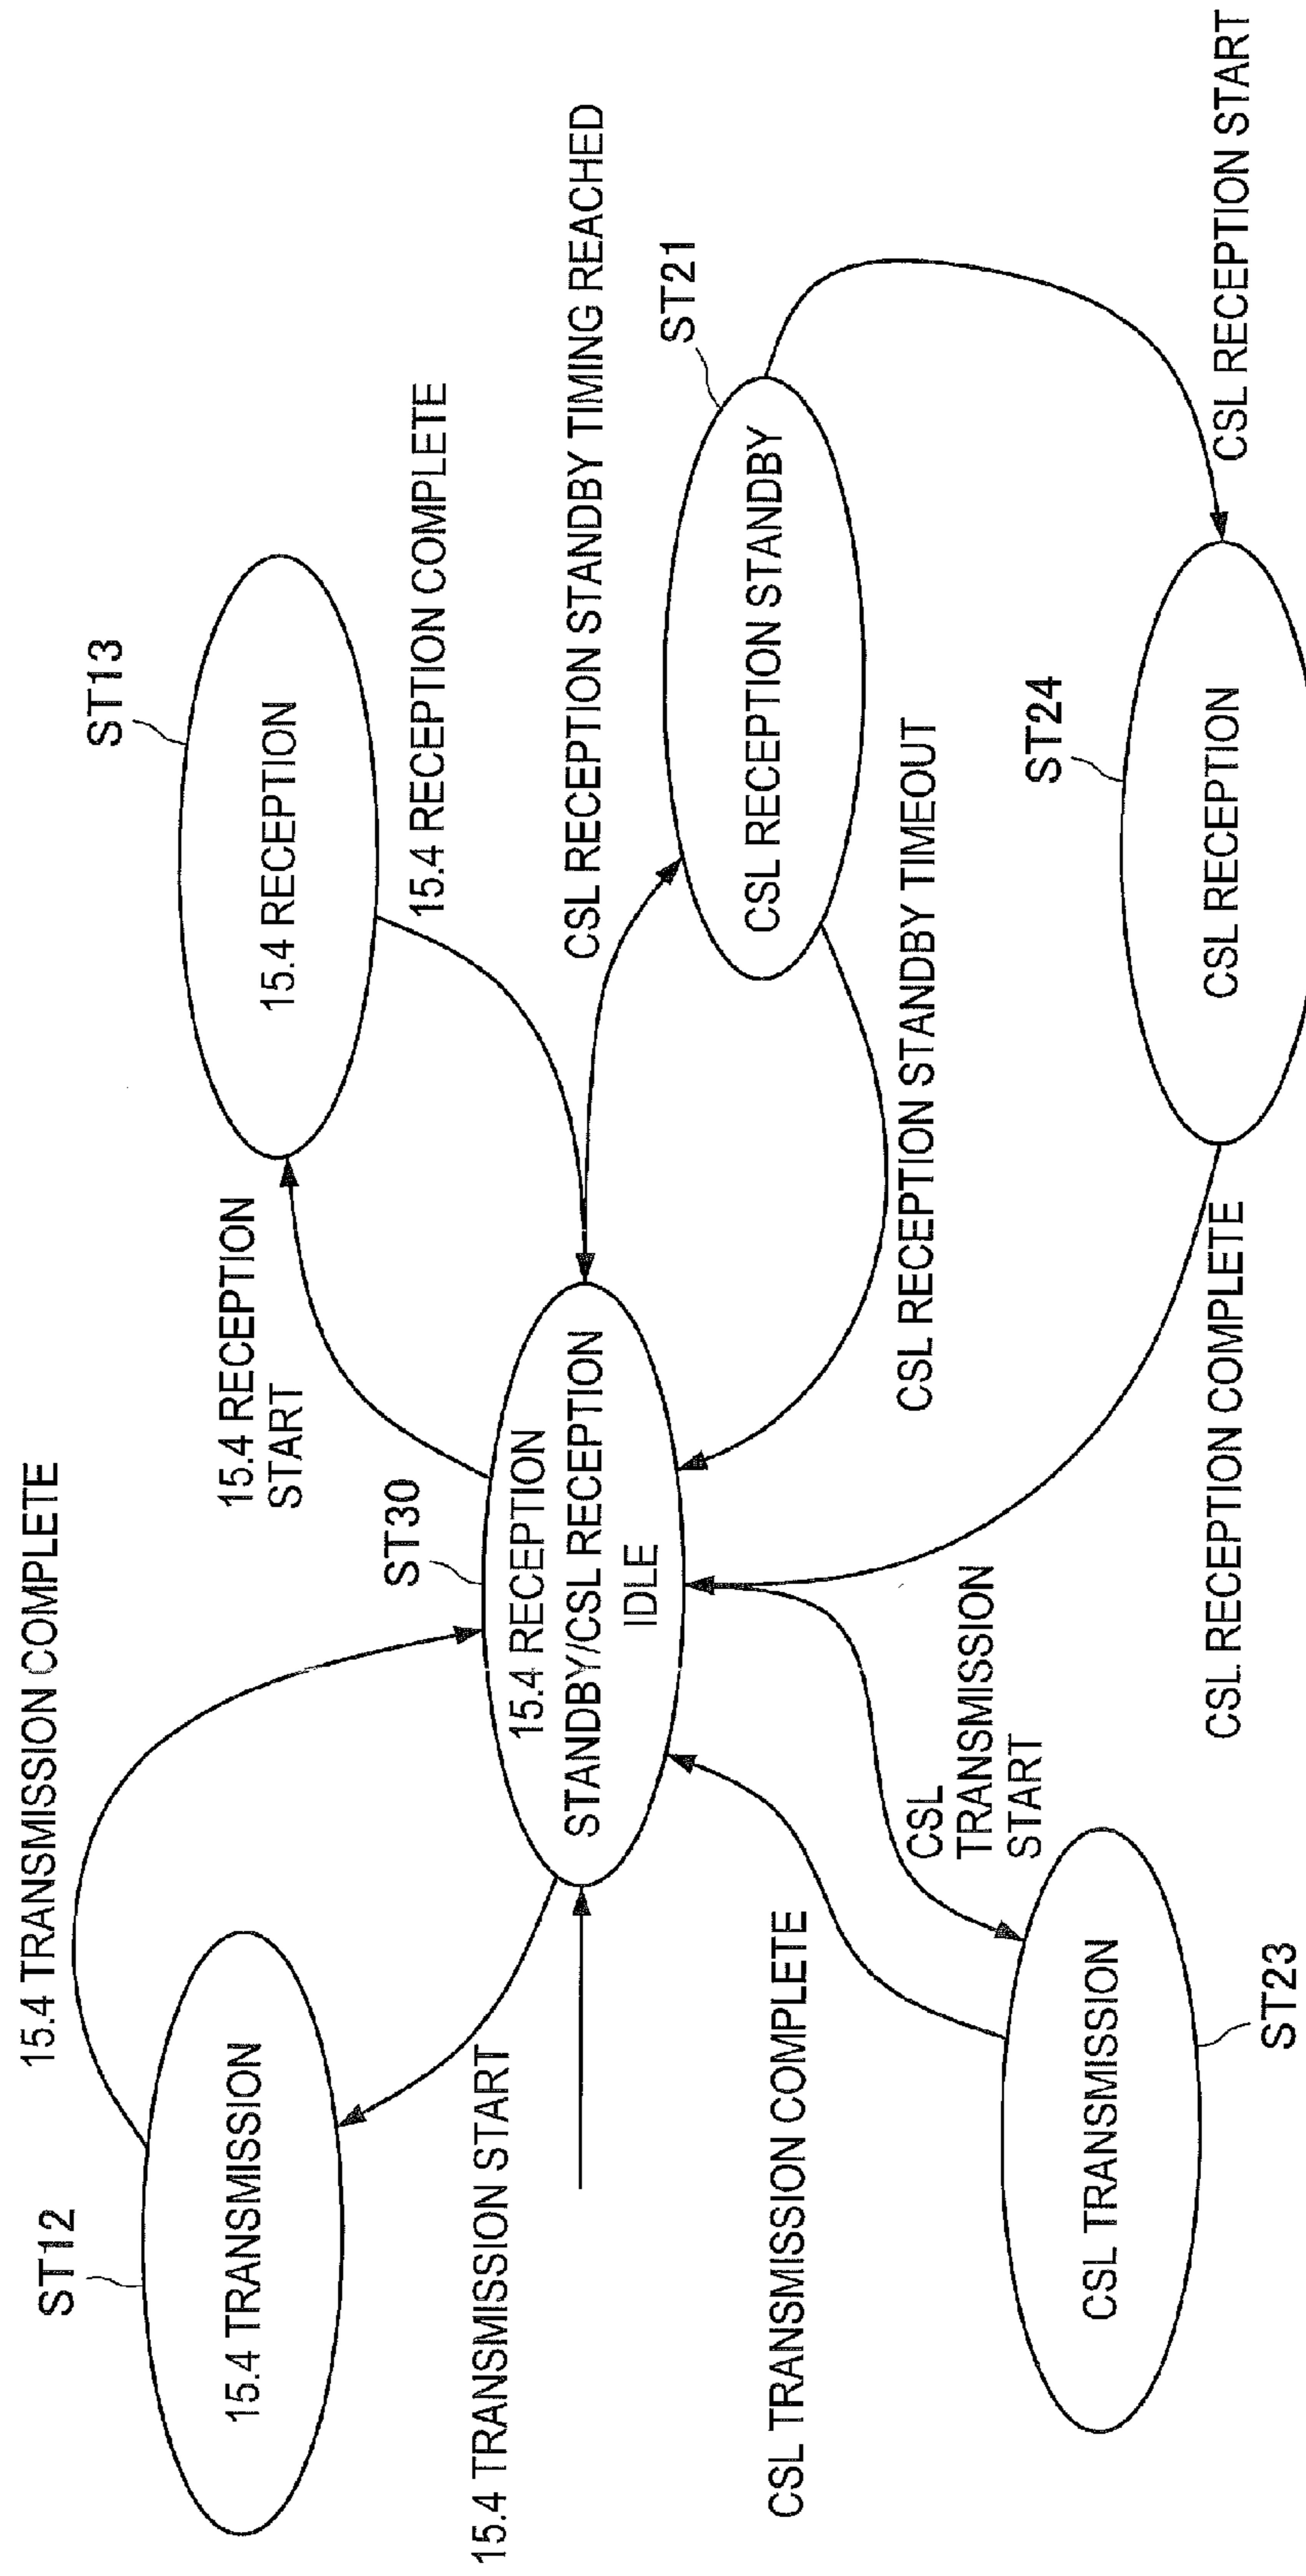 15.4 TRANSMISSION COMPLETE
ST12
15.4 TRANSMISSION
15.4 TRANSMISSION START
ST13
15.4 RECEPTION
15.4 RECEPTION
START
15.4 RECEPTION COMPLETE
ST30
15.4 RECEPTION
STANDBY/CSL RECEPTION
IDLE
CSL RECEPTION STANDBY TIMING REACHED
ST21
CSL RECEPTION STANDBY
CSL RECEPTION STANDBY TIMEOUT
CSL TRANSMISSION COMPLETE
CSL
TRANSMISSION
START
CSL TRANSMISSION
ST23
ST24
CSL RECEPTION
CSL RECEPTION COMPLETE
CSL RECEPTION START